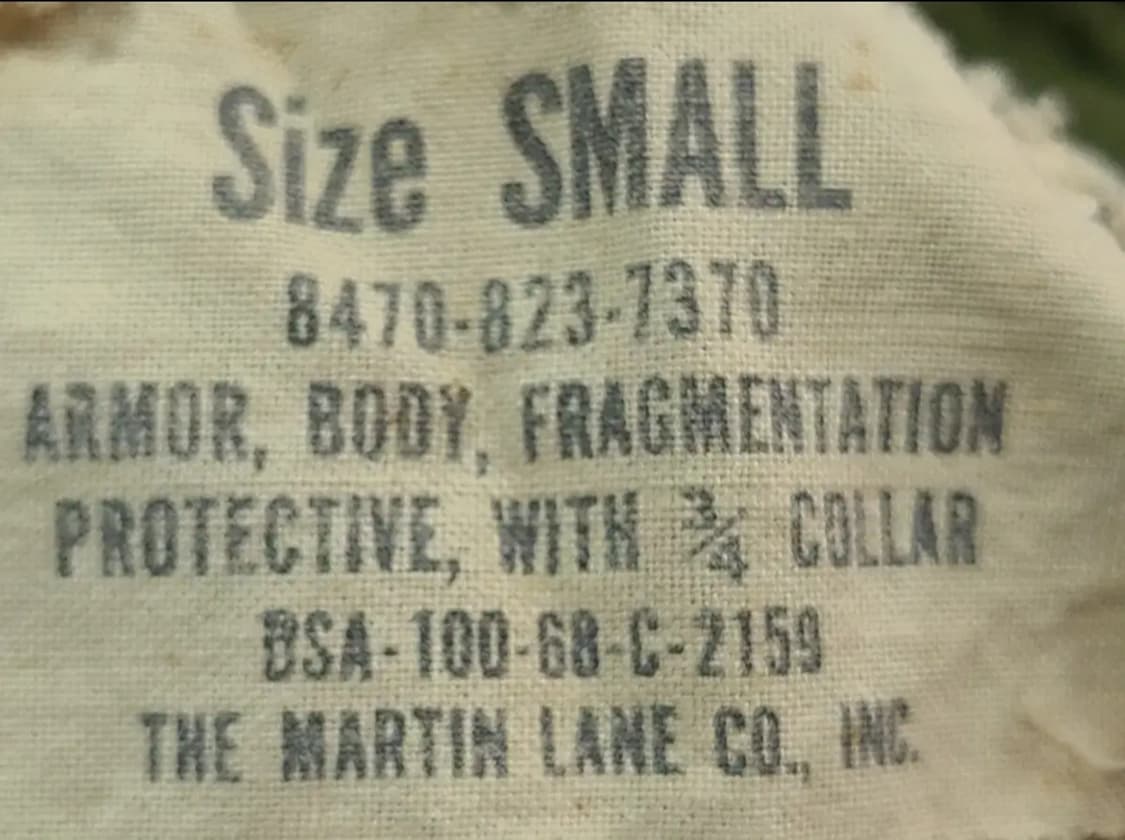 Size SMALL
8470-823-7370
ARMOR, BODY, FRAGMENTATION
PROTECTIVE, WITH ¾ COLLAR
DSA-100-68-C-2159
THE MARTIN LANE CO., INC.